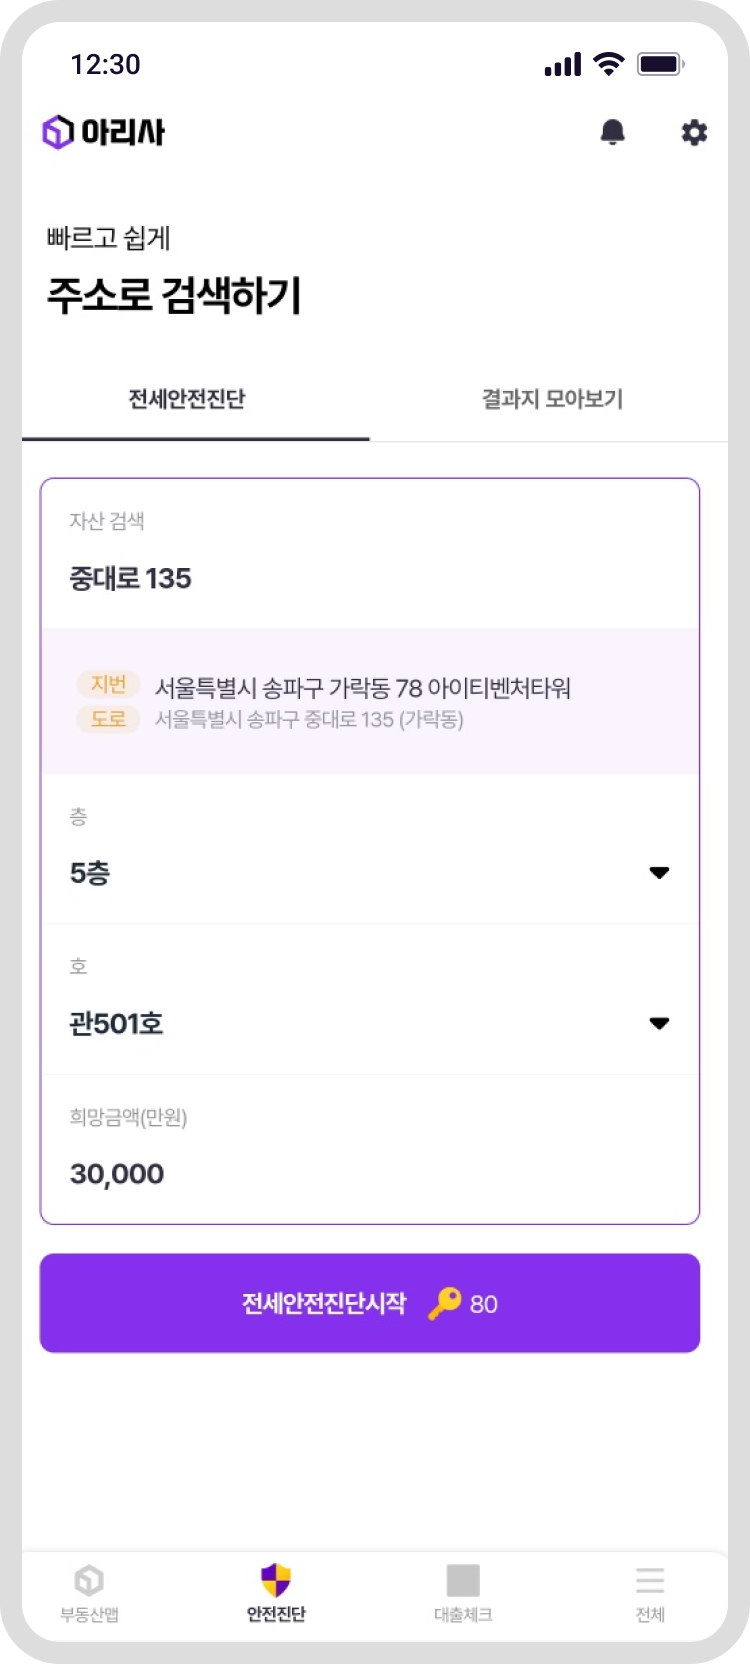 12:30
아리사
빠르고 쉽게
주소로 검색하기
전세안전진단 결과지 모아보기
자산 검색
중대로 135
지번 서울특별시 송파구 가락동 78 아이티벤처타워
도로 서울특별시 송파구 중대로 135 (가락동)
층
5층
호
관501호
희망금액(만원)
30,000
전세안전진단시작 80
부동산맵 안전진단 대출체크 전체